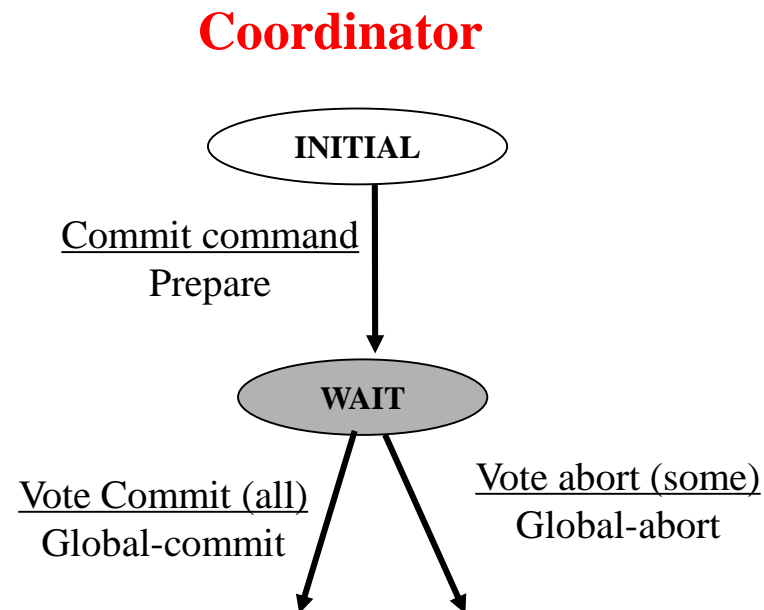 Coordinator
INITIAL
Commit command
Prepare
WAIT
Vote Commit (all)
Global-commit
Vote abort (some)
Global-abort